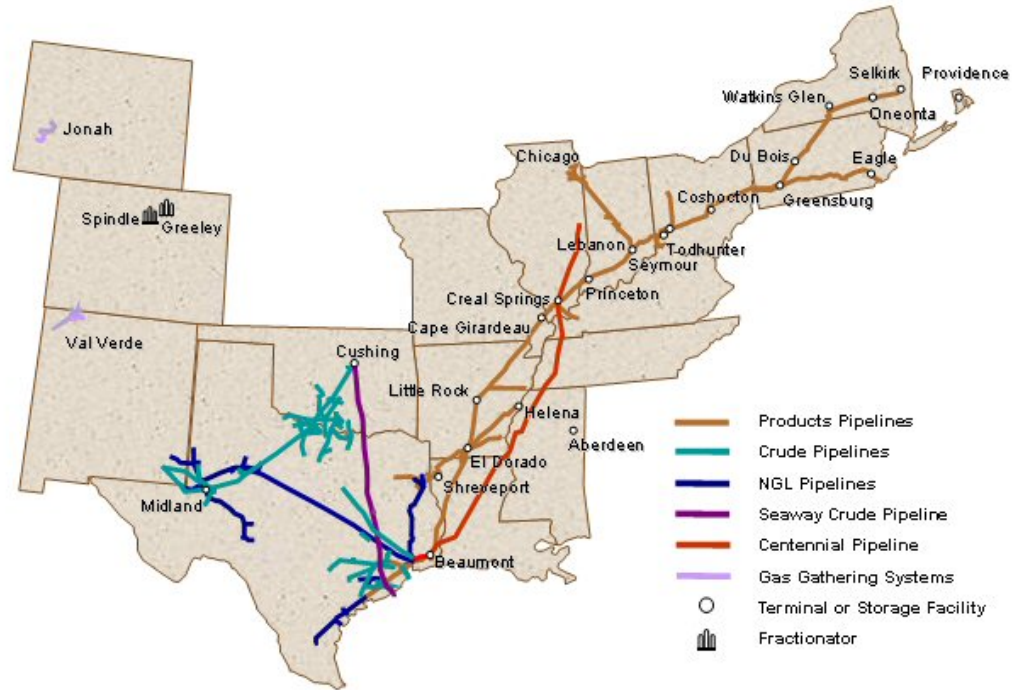 Selkirk
Providence
Watkins Glen
Oneonta
Jonah
Chicago
Du Bois
Eagle
Coshocton
Greensburg
Spindle
Greeley
Lebanon
Todhunter
Seymour
Creal Springs
Princeton
Cape Girardeau
Val Verde
Cushing
Little Rock
Helena
Aberdeen
El Dorado
Shreveport
Midland
Beaumont
Products Pipelines
Crude Pipelines
NGL Pipelines
Seaway Crude Pipeline
Centennial Pipeline
Gas Gathering Systems
Terminal or Storage Facility
Fractionator